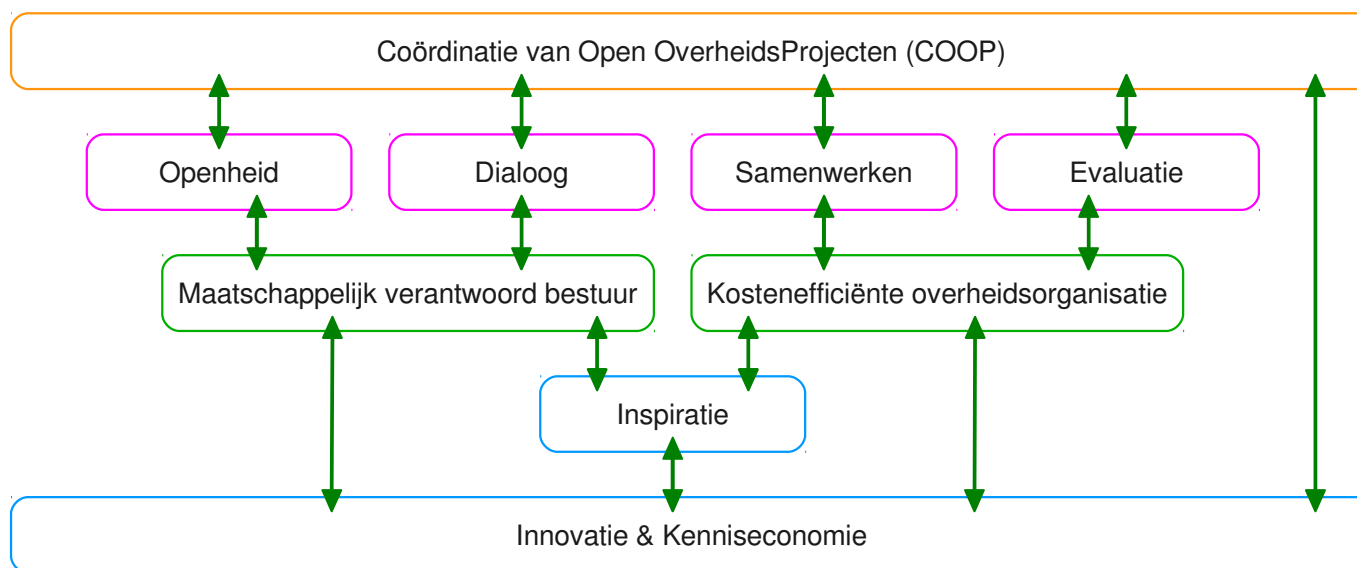 Coördinatie van Open OverheidsProjecten (COOP)
Openheid
Dialoog
Samenwerken
Evaluatie
Maatschappelijk verantwoord bestuur
Kostenefficiënte overheidsorganisatie
Inspiratie
Innovatie & Kenniseconomie